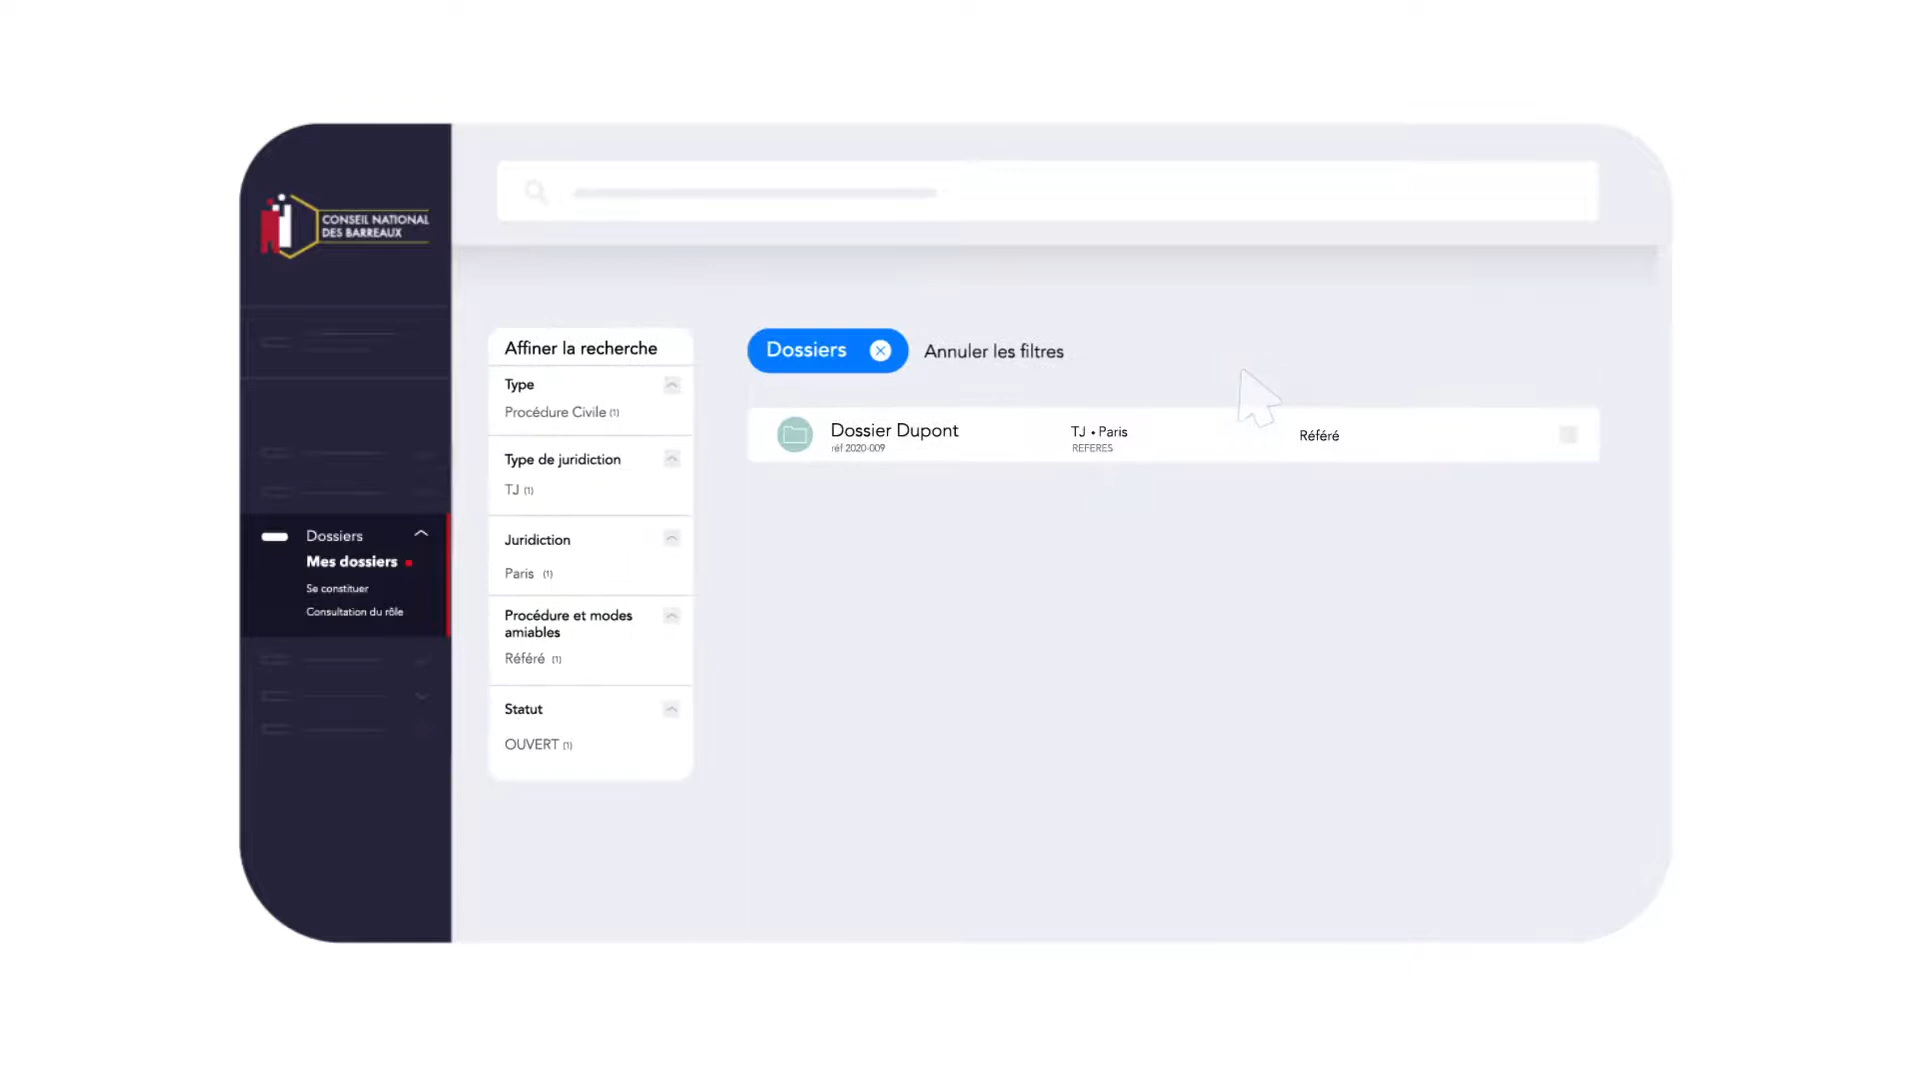 CONSEIL NATIONAL
DES BARREAUX
Dossiers
Mes dossiers
Se constituer
Consultation du rôle
Affiner la recherche
Type
Procédure Civile (1)
Type de juridiction
TJ (1)
Juridiction
Paris (1)
Procédure et modes
amiables
Référé (1)
Statut
OUVERT (1)
Dossiers
Annuler les filtres
Dossier Dupont
réf 2020-009
TJ • Paris
REFERES
Référé